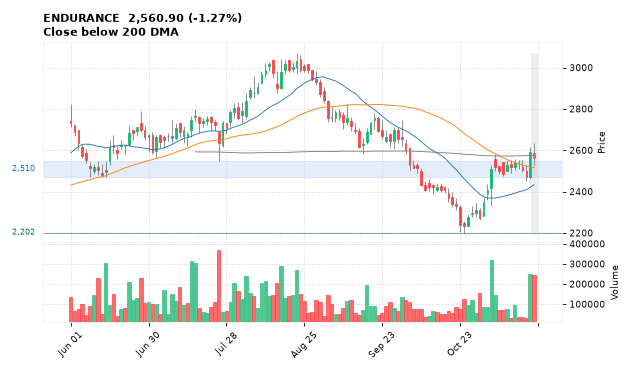 ENDURANCE  2,560.90 (-1.27%)
Close below 200 DMA
3000
2800
2600
2400
2200
Price
2,510
2,202
400000
300000
200000
100000
Volume
Jun 01
Jun 30
Jul 28
Aug 25
Sep 23
Oct 23